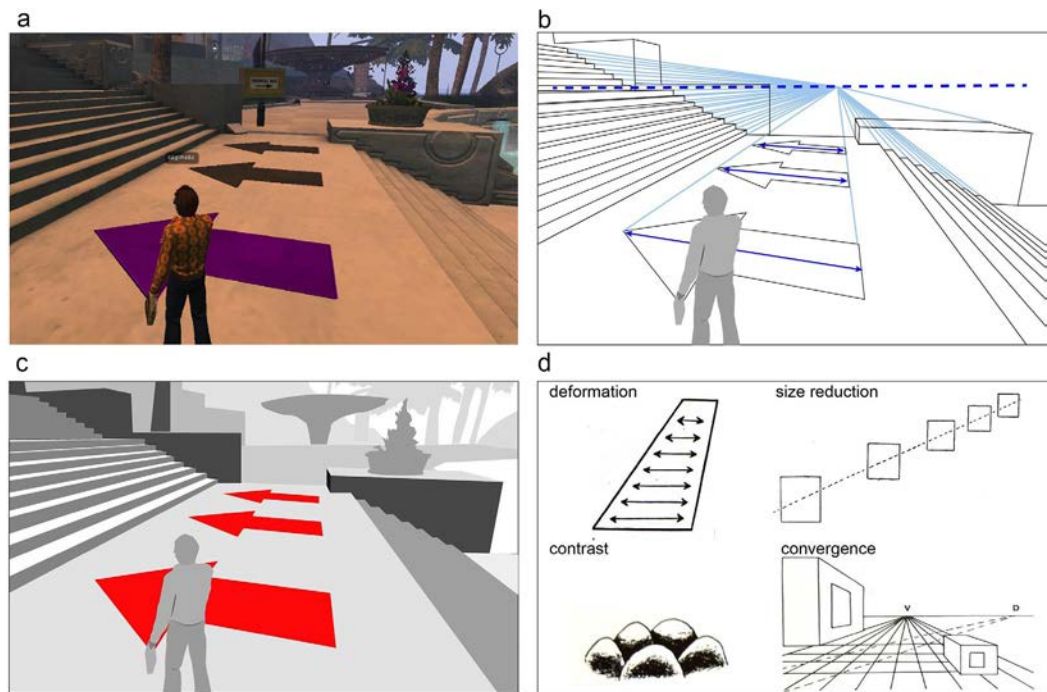 a
b
c
d
deformation
size reduction
contrast
convergence
V
D